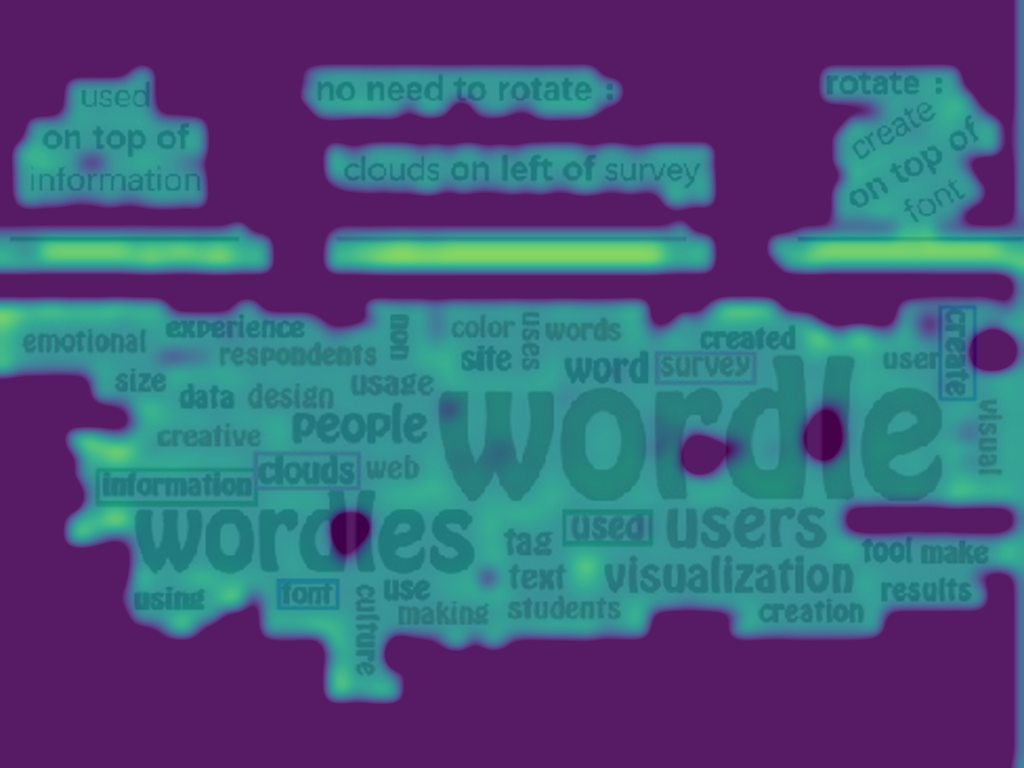 used
on top of
information
no need to rotate :
clouds on left of survey
rotate :
create
on top of
font
emotional experience non color uses words created user create
respondents site word survey
size data design usage visual
creative people wordle
information clouds web
wordles tag used users
text visualization tool make
using font culture use making students creation results